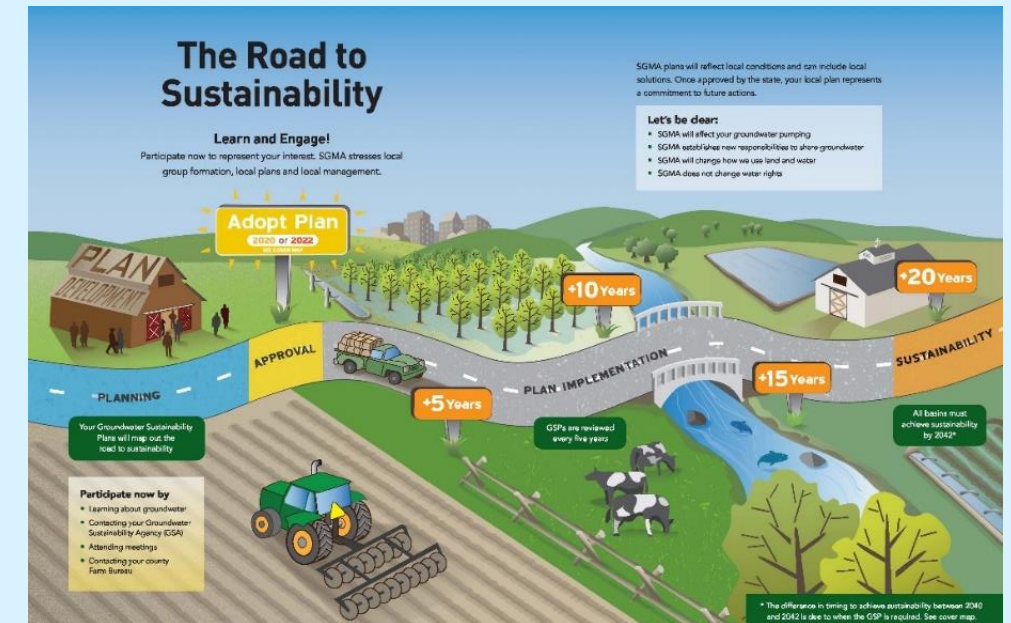 The Road to
Sustainability
Learn and Engage!
Participate now to represent your interest. SGMA stresses local
group formation, local plans and local management.
SGMA plans will reflect local conditions and can include local
solutions. Once approved by the state, your local plan represents
a commitment to future actions.
Let's be clear:
• SGMA will affect your groundwater pumping
• SGMA establishes new responsibilities to share groundwater
• SGMA will change how we use land and water
• SGMA does not change water rights
Adopt Plan
2020 or 2022
SEE COVER MAP
PLAN
DEVELOPMENT
+10 Years
+20 Years
PLANNING
APPROVAL
PLAN IMPLEMENTATION
SUSTAINABILITY
+5 Years
+15 Years
Your Groundwater Sustainability
Plans will map out the
road to sustainability
GSPs are reviewed
every five years
All basins must
achieve sustainability
by 2042*
Participate now by
• Learning about groundwater
• Contacting your Groundwater
Sustainability Agency (GSA)
• Attending meetings
• Contacting your county
Farm Bureau
* The difference in timing to achieve sustainability between 2040
and 2042 is due to when the GSP is required. See cover map.